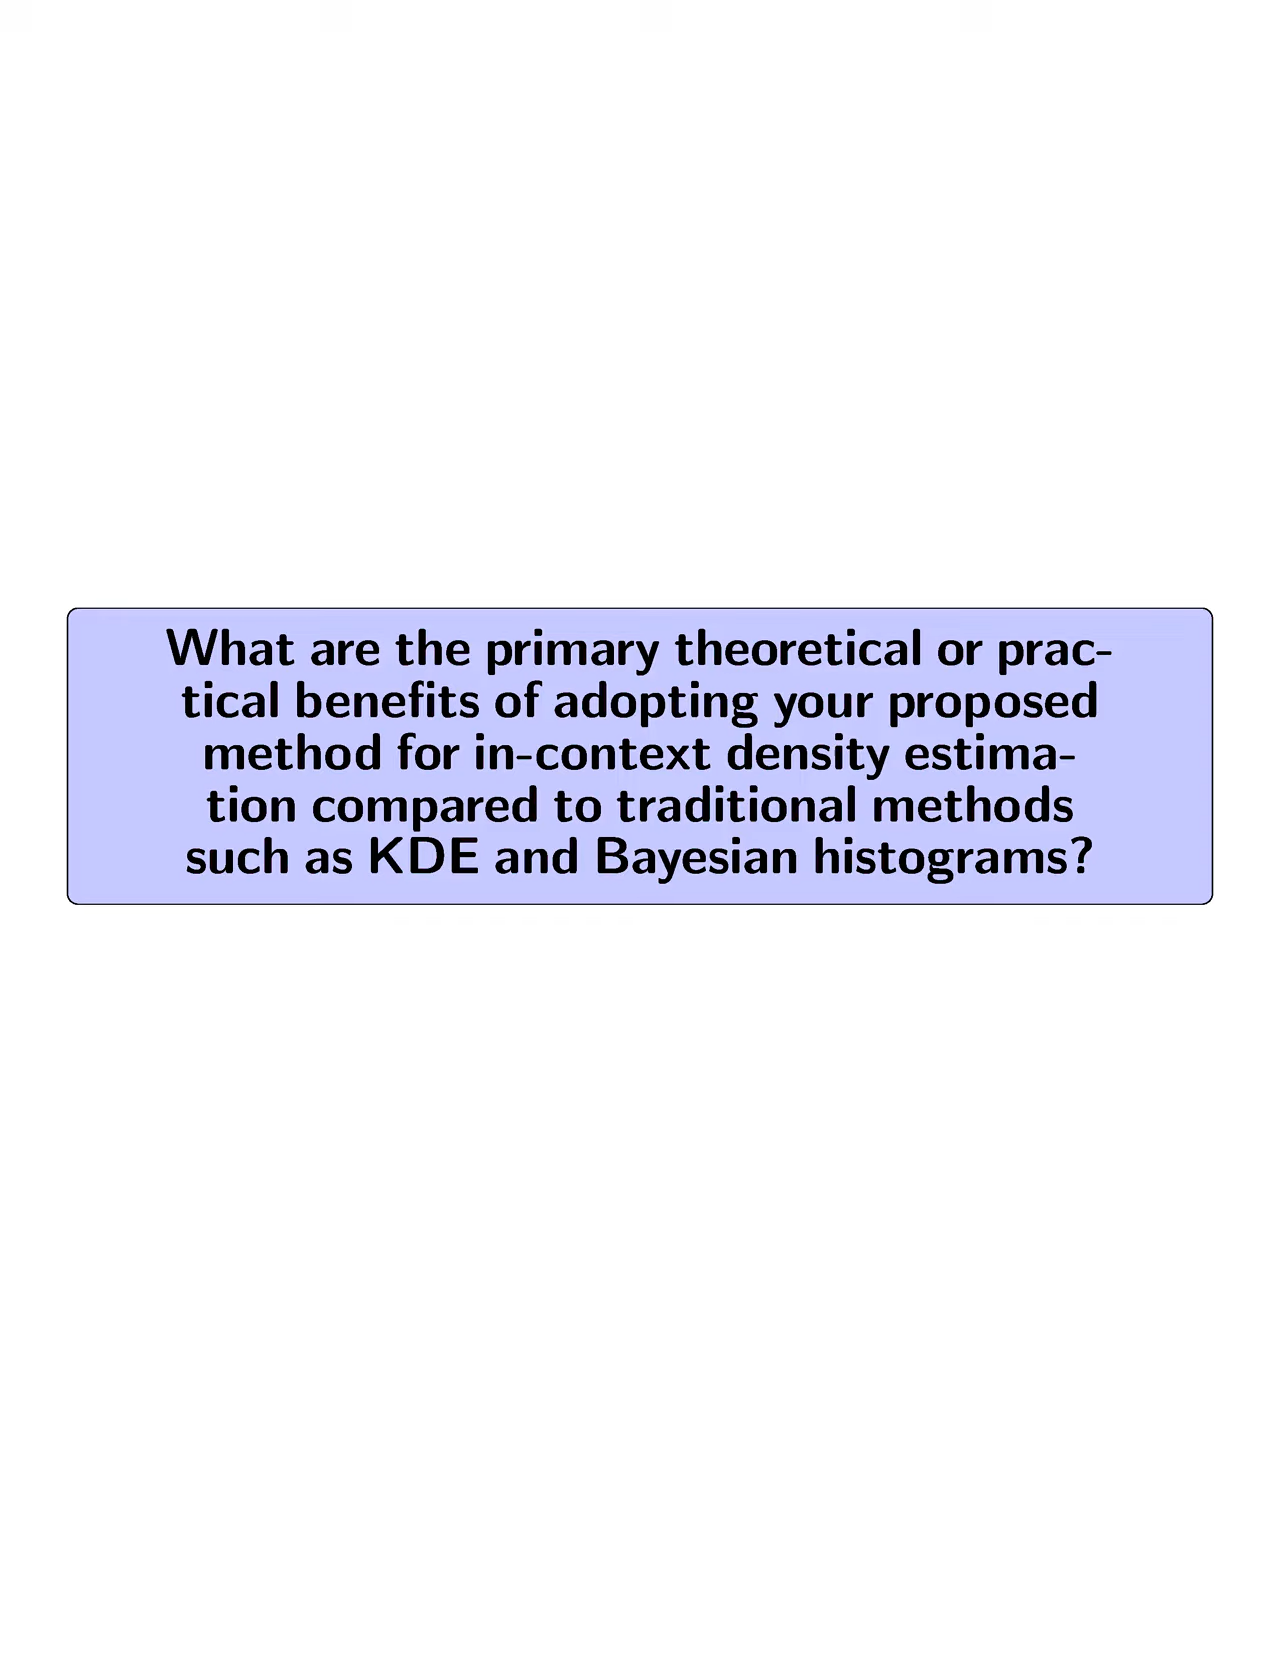 What are the primary theoretical or prac-
tical benefits of adopting your proposed
method for in-context density estima-
tion compared to traditional methods
such as KDE and Bayesian histograms?